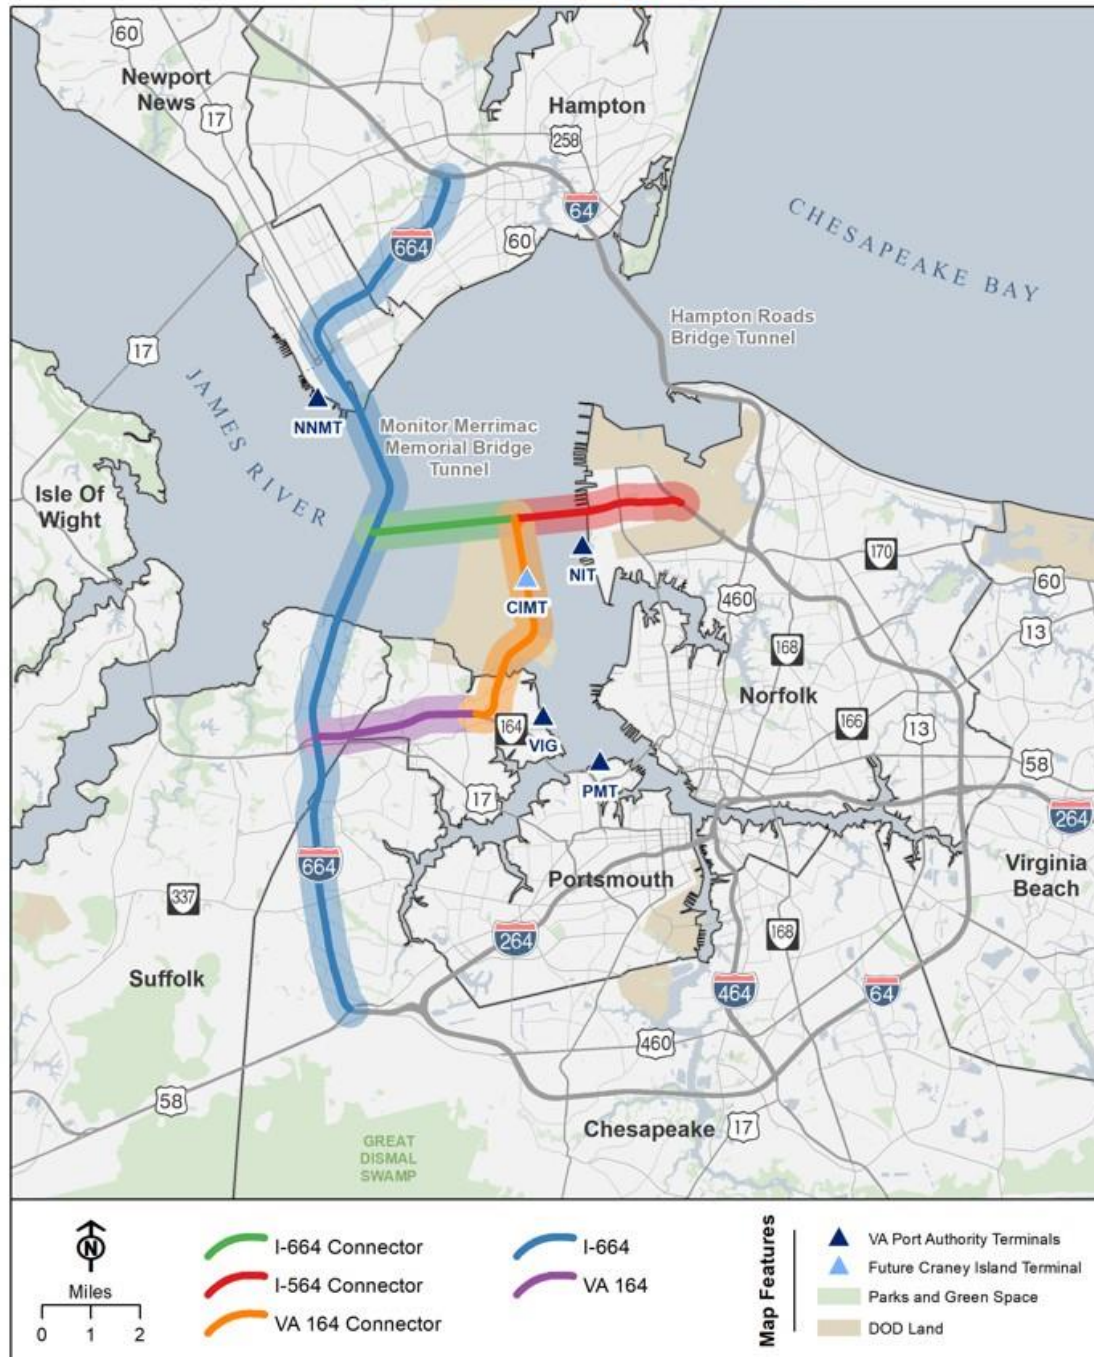 60
Newport
News
17
Hampton
258
64
664
60
CHESAPEAKE BAY
Hampton Roads
Bridge Tunnel
17
JAMES RIVER
NNMT
Monitor Merrimac
Memorial Bridge
Tunnel
Isle Of
Wight
NIT
170
CIMT
460
60
13
168
Norfolk
164
VIG
166
13
17
PMT
58
264
664
Portsmouth
Virginia
Beach
337
264
168
Suffolk
464
64
460
58
Chesapeake
17
GREAT
DISMAL
SWAMP
N
Miles
0 1 2
I-664 Connector
I-564 Connector
VA 164 Connector
I-664
VA 164
Map Features
VA Port Authority Terminals
Future Craney Island Terminal
Parks and Green Space
DOD Land